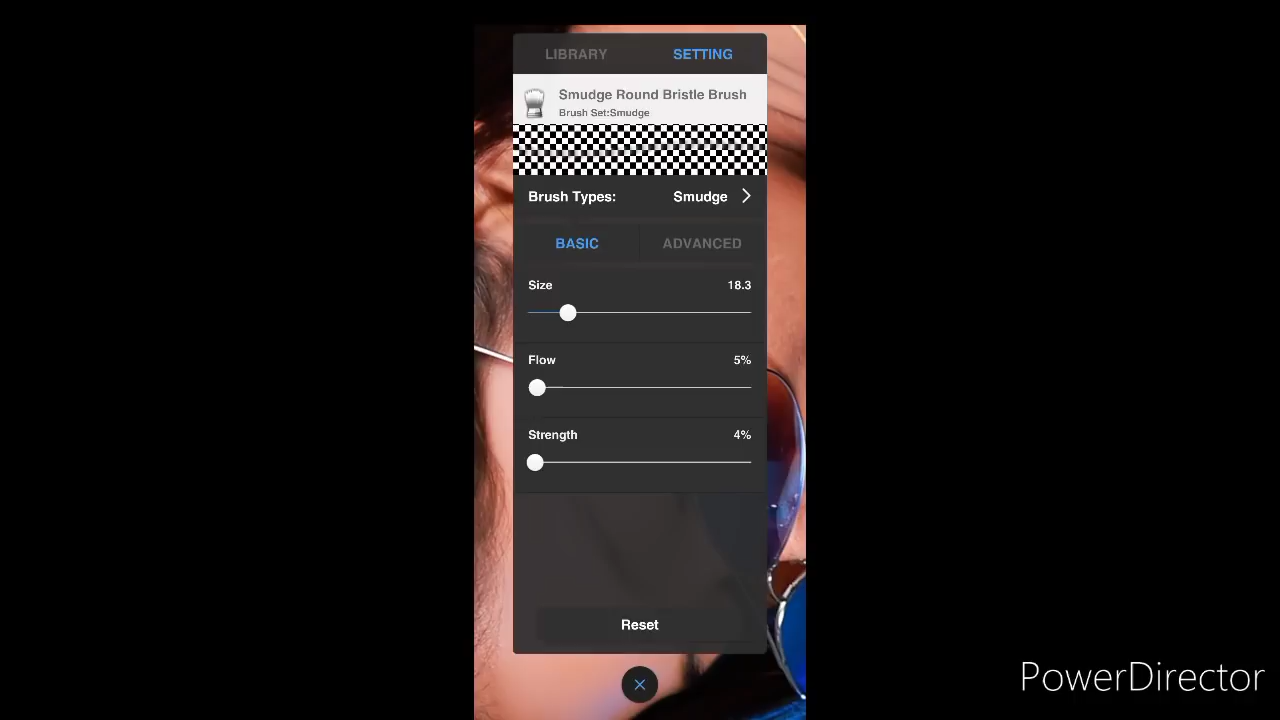 LIBRARY SETTING
Smudge Round Bristle Brush
Brush Set:Smudge
Brush Types: Smudge
BASIC ADVANCED
Size 18.3
Flow 5%
Strength 4%
Reset
PowerDirector